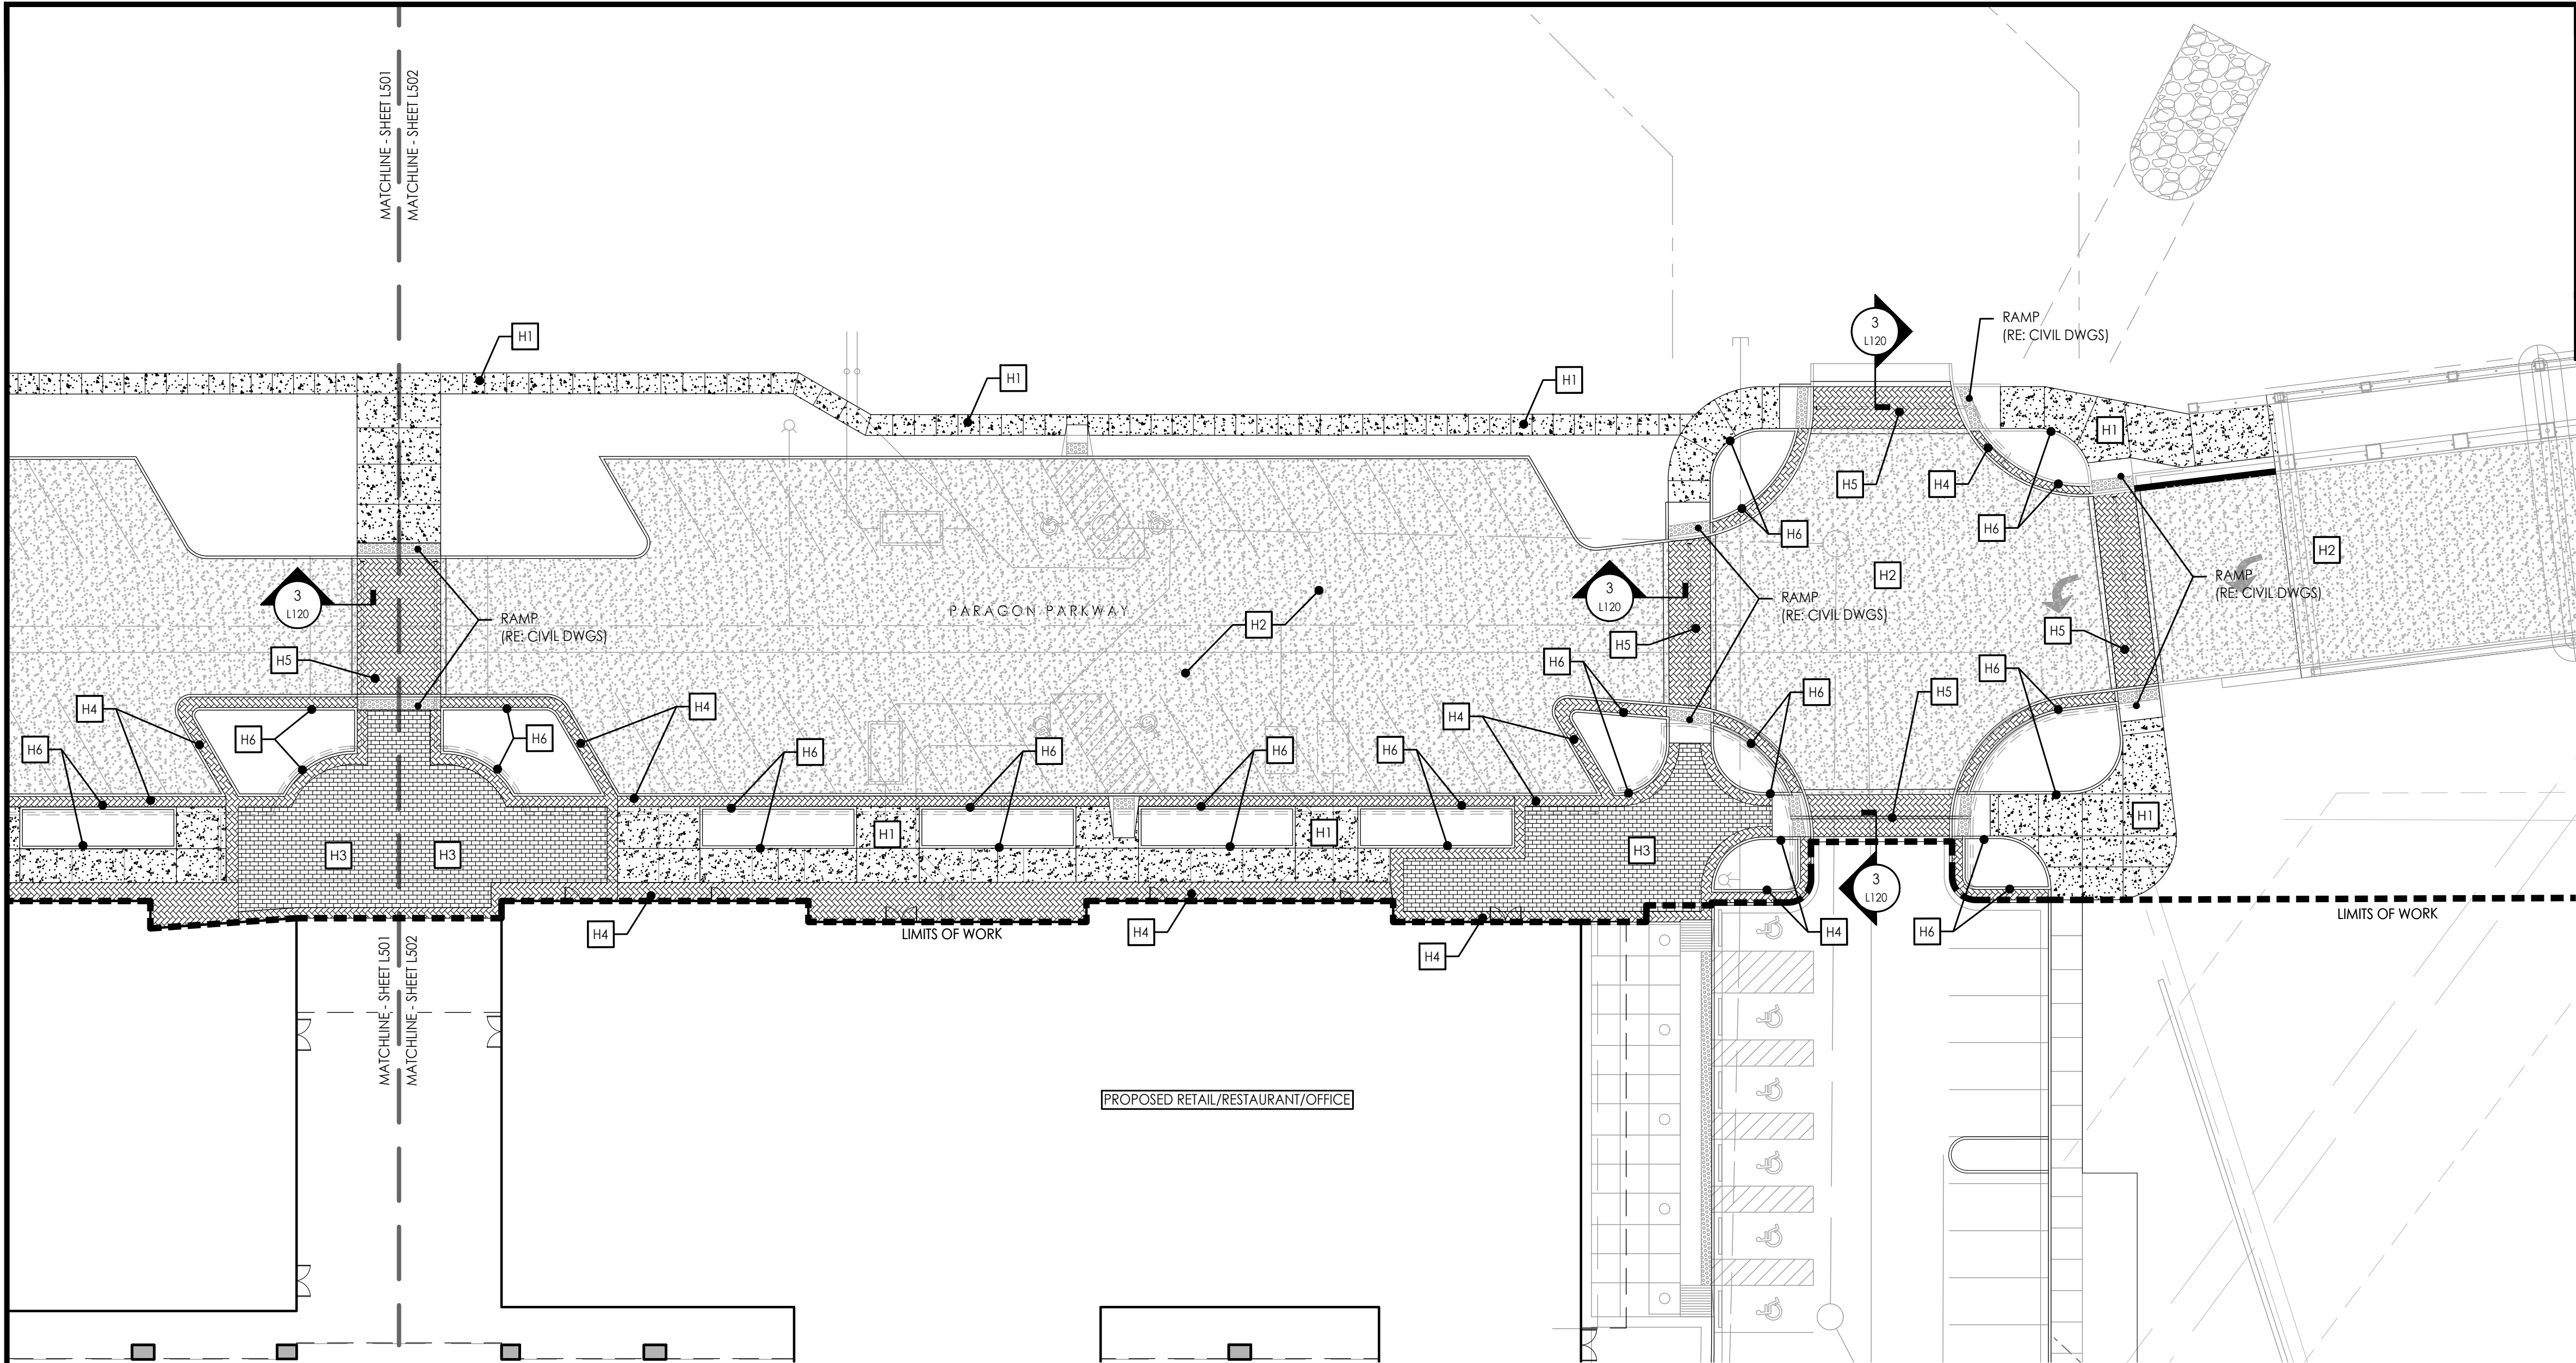 MATCHLINE - SHEET L501
MATCHLINE - SHEET L502
H1
H1
H1
3
L120
RAMP
(RE: CIVIL DWGS)
H1
H5
H4
H6
H6
H2
H2
3
L120
RAMP
(RE: CIVIL DWGS)
H5
PARAGON PARKWAY
H2
3
L120
RAMP
(RE: CIVIL DWGS)
H5
RAMP
(RE: CIVIL DWGS)
H5
H6
H6
H6
H5
H4
H6
H6
H6
H4
H6
H6
H6
H6
H4
H3
H3
H1
H1
H3
H1
3
L120
H4
LIMITS OF WORK
H4
H4
H4
H6
LIMITS OF WORK
MATCHLINE - SHEET L501
MATCHLINE - SHEET L502
PROPOSED RETAIL/RESTAURANT/OFFICE